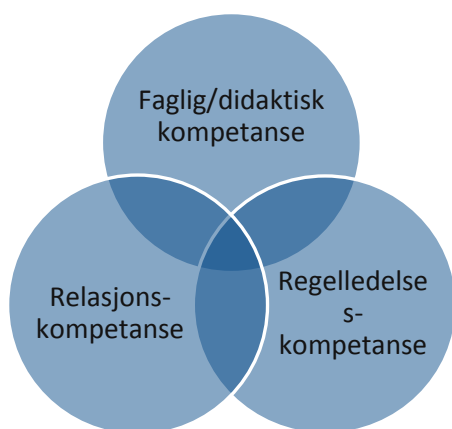 Faglig/didaktisk
kompetanse
Relasjons-
kompetanse
Regelledelse
s-
kompetanse